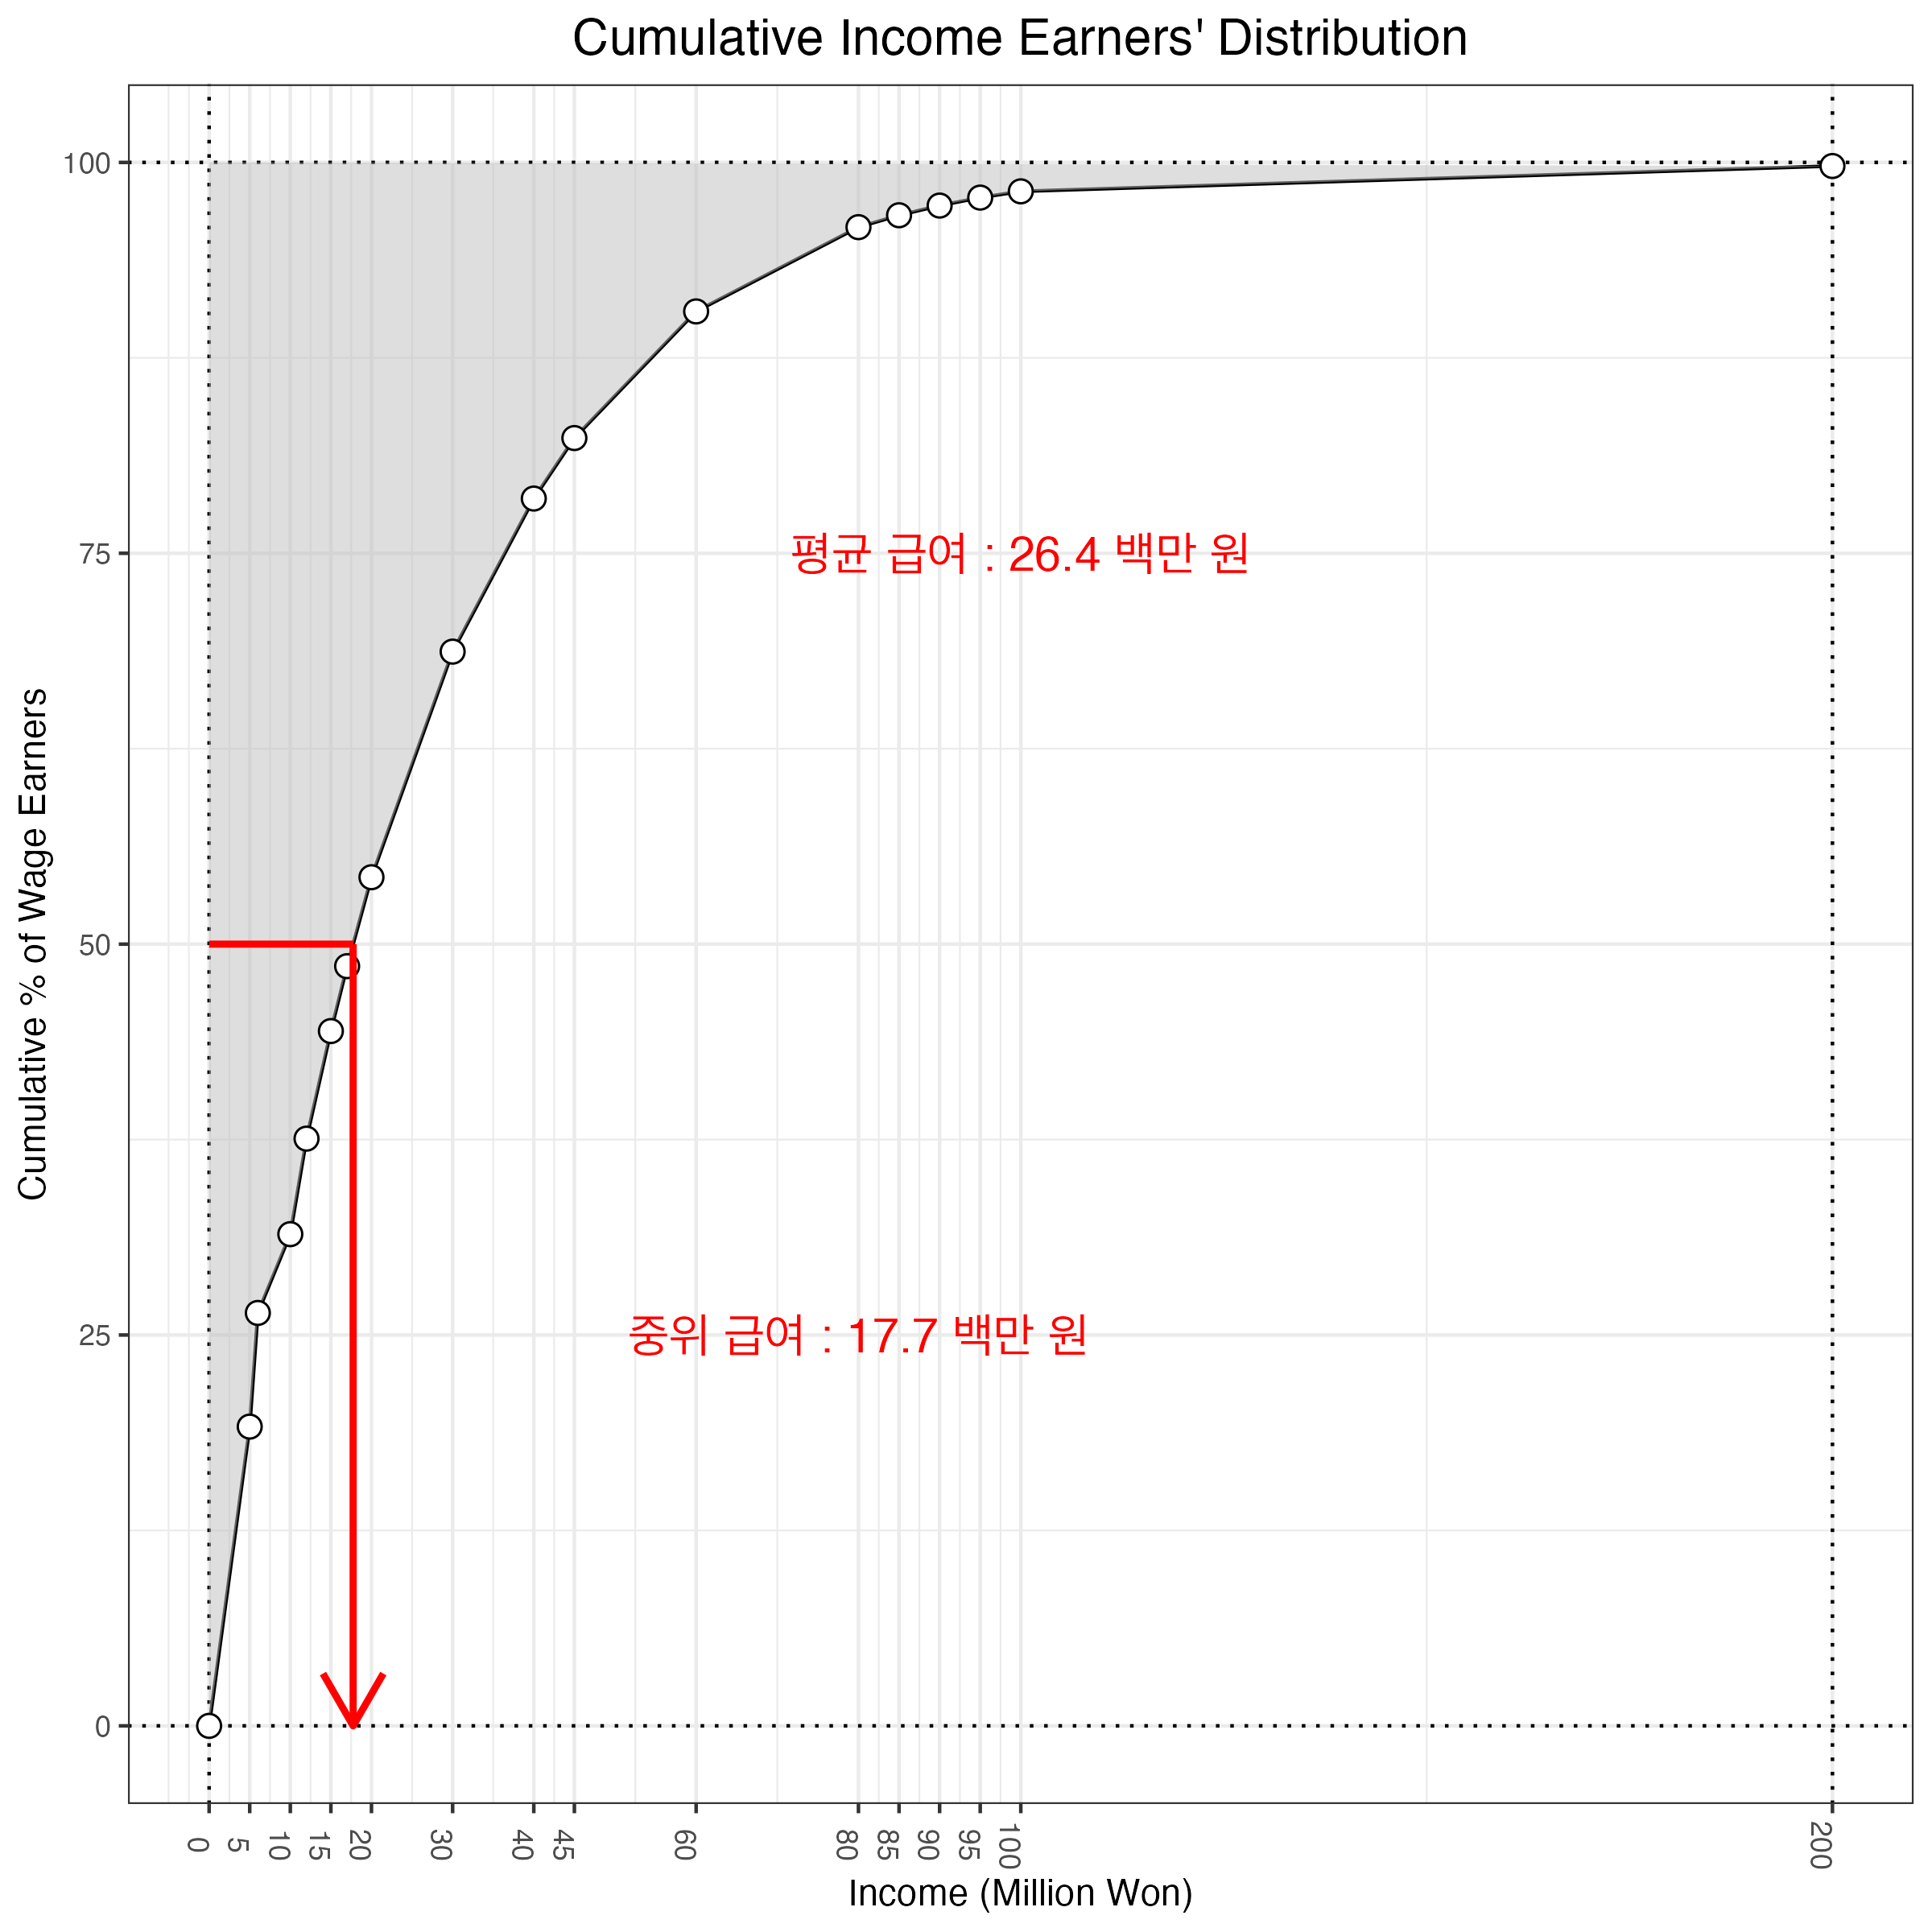 Cumulative Income Earners' Distribution
Cumulative % of Wage Earners
100
75
50
25
0
평균 급여 : 26.4 백만 원
중위 급여 : 17.7 백만 원
0 5 10 15 20 30 40 45 60 80 85 90 95 100 200
Income (Million Won)